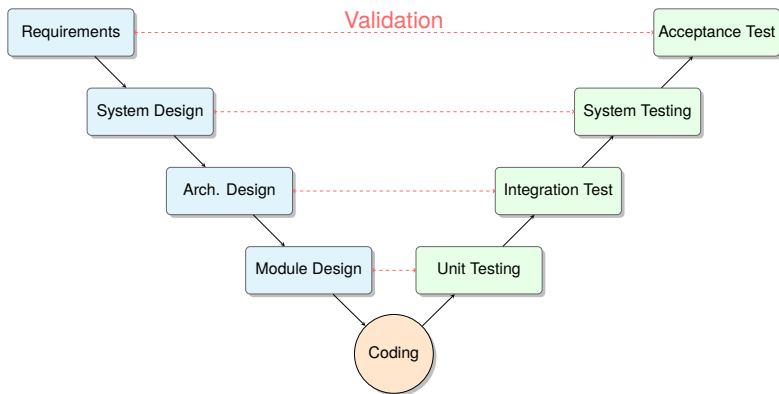 Validation
Requirements
Acceptance Test
System Design
System Testing
Arch. Design
Integration Test
Module Design
Unit Testing
Coding